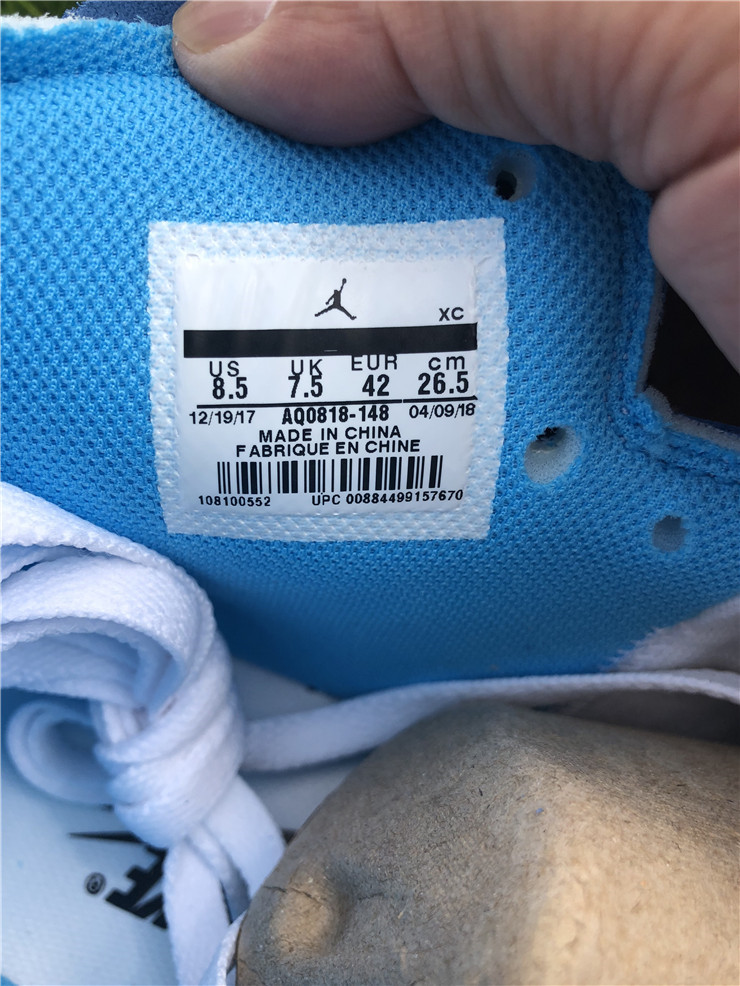 XC
US UK EUR cm
8.5 7.5 42 26.5
12/19/17 AQ0818-148 04/09/18
MADE IN CHINA
FABRIQUE EN CHINE
108100552 UPC 00884499157670
®